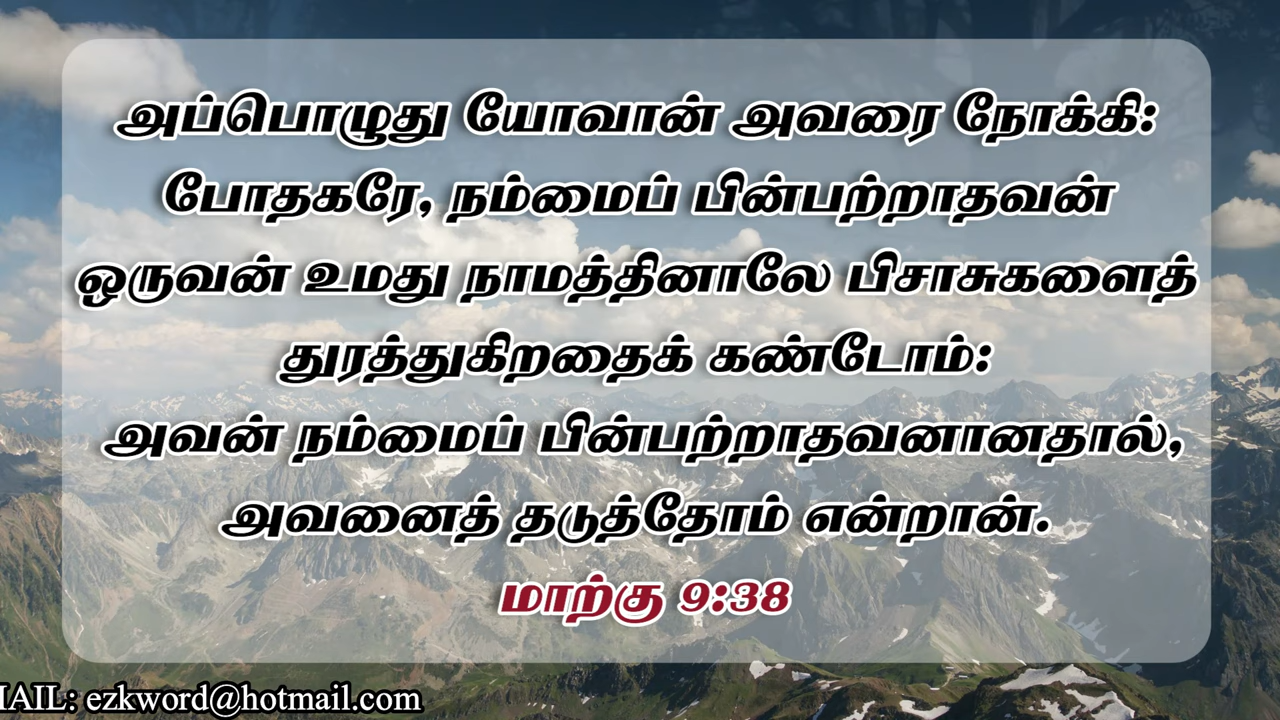 அப்பொழுது யோவான் அவரை நோக்கி:
போதகரே, நம்மைப் பின்பற்றாதவன்
ஒருவன் உமது நாமத்தினாலே பிசாசுகளைத்
துரத்துகிறதைக் கண்டோம்:
அவன் நம்மைப் பின்பற்றாதவனானதால்,
அவனைத் தடுத்தோம் என்றான்.
மாற்கு 9:38
MAIL: ezkword@hotmail.com